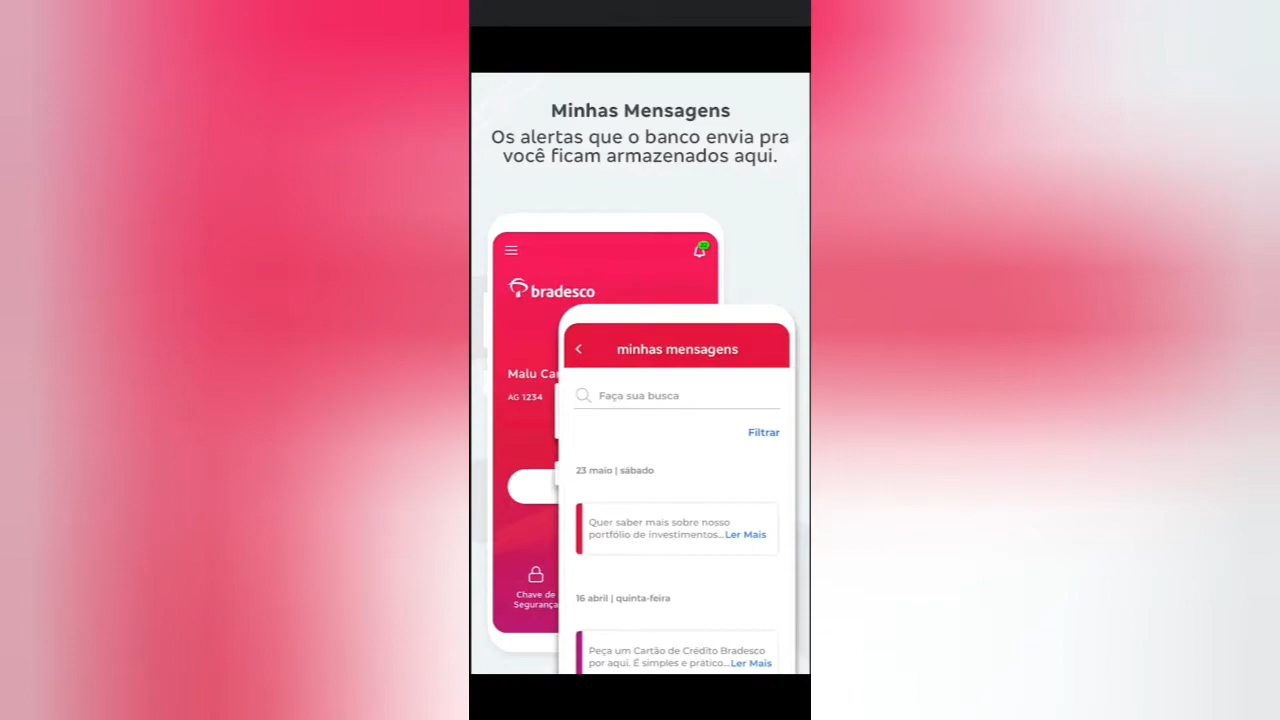 Minhas Mensagens
Os alertas que o banco envia pra
você ficam armazenados aqui.
bradesco
Malu Ca
AG 1234
Chave de
Segurança
minhas mensagens
Faça sua busca
Filtrar
23 maio | sábado
Quer saber mais sobre nosso
portfólio de investimentos...Ler Mais
16 abril | quinta-feira
Peça um Cartão de Crédito Bradesco
por aqui. É simples e prático...Ler Mais